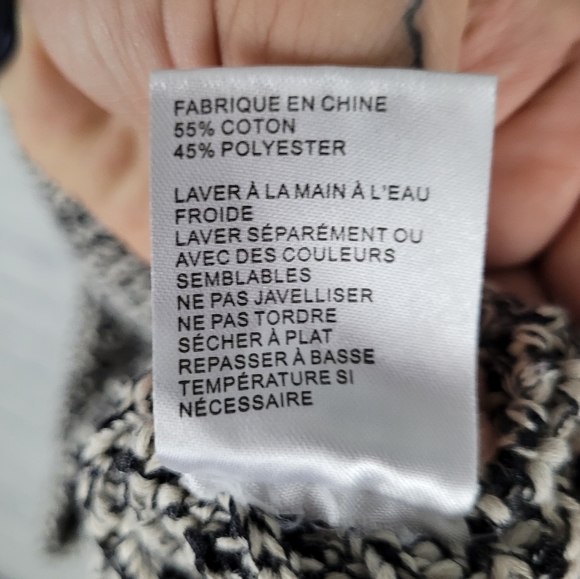 FABRIQUE EN CHINE
55% COTON
45% POLYESTER
LAVER À LA MAIN À L'EAU
FROIDE
LAVER SÉPARÉMENT OU
AVEC DES COULEURS
SEMBLABLES
NE PAS JAVELLISER
NE PAS TORDRE
SÉCHER À PLAT
REPASSER À BASSE
TEMPÉRATURE SI
NÉCESSAIRE